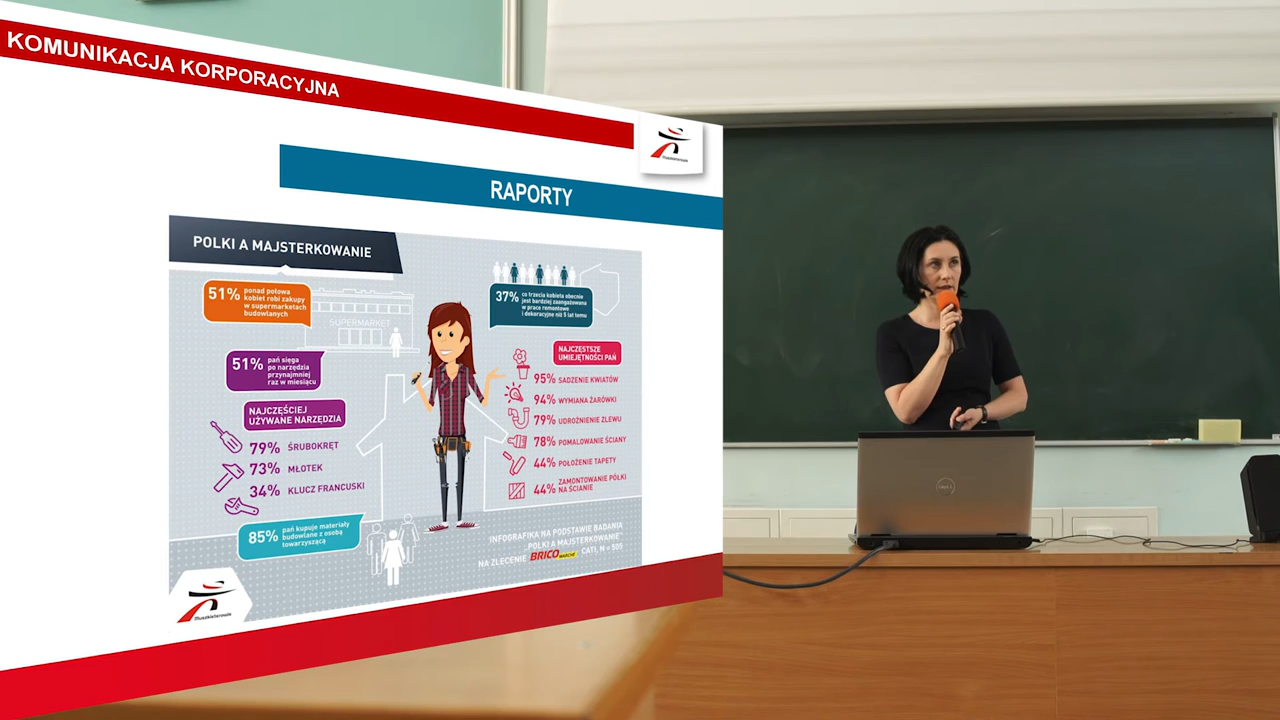 KOMUNIKACJA KORPORACYJNA
Muszkieterowie
RAPORTY
POLKI A MAJSTERKOWANIE
51% ponad połowa
kobiet robi zakupy
w supermarketach
budowlanych
SUPERMARKET
37% co trzecia kobieta obecnie
jest bardziej zaangażowana
w prace remontowe
i dekoracyjne niż 5 lat temu
51% pań sięga
po narzędzia
przynajmniej
raz w miesiącu
NAJCZĘŚCIEJ
UŻYWANE NARZĘDZIA
79% ŚRUBOKRĘT
73% MŁOTEK
34% KLUCZ FRANCUSKI
85% pań kupuje materiały
budowlane z osobą
towarzyszącą
NAJCZĘSTSZE
UMIEJĘTNOŚCI PAŃ
95% SADZENIE KWIATÓW
94% WYMIANA ŻARÓWKI
79% UDROŻNIENIE ZLEWU
78% POMALOWANIE ŚCIANY
44% POŁOŻENIE TAPETY
44% ZAMONTOWANIE PÓŁKI
NA ŚCIANIE
INFOGRAFIKA NA PODSTAWIE BADANIA
"POLKI A MAJSTERKOWANIE"
NA ZLECENIE BRICO MARCHÉ CATI, N = 500
Muszkieterowie
DELL